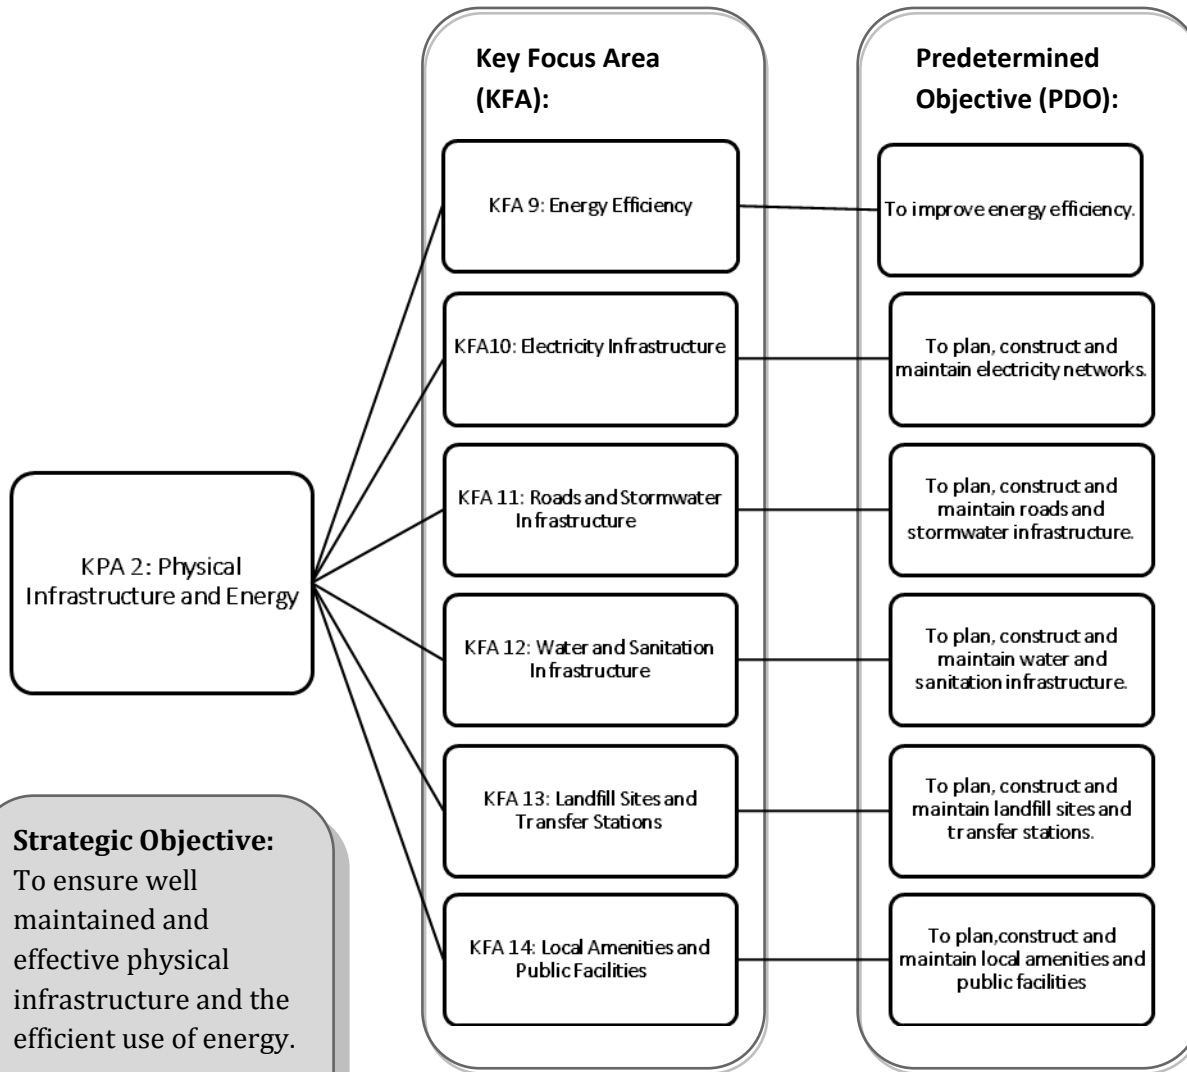 Key Focus Area
(KFA):
Predetermined
Objective (PDO):
KFA 9: Energy Efficiency
To improve energy efficiency.
KFA10: Electricity Infrastructure
To plan, construct and
maintain electricity networks.
KFA 11: Roads and Stormwater
Infrastructure
To plan, construct and
maintain roads and
stormwater infrastructure.
KPA 2: Physical
Infrastructure and Energy
KFA 12: Water and Sanitation
Infrastructure
To plan, construct and
maintain water and
sanitation infrastructure.
KFA 13: Landfill Sites and
Transfer Stations
To plan, construct and
maintain landfill sites and
transfer stations.
KFA 14: Local Amenities and
Public Facilities
To plan,construct and
maintain local amenities and
public facilities
Strategic Objective:
To ensure well
maintained and
effective physical
infrastructure and the
efficient use of energy.